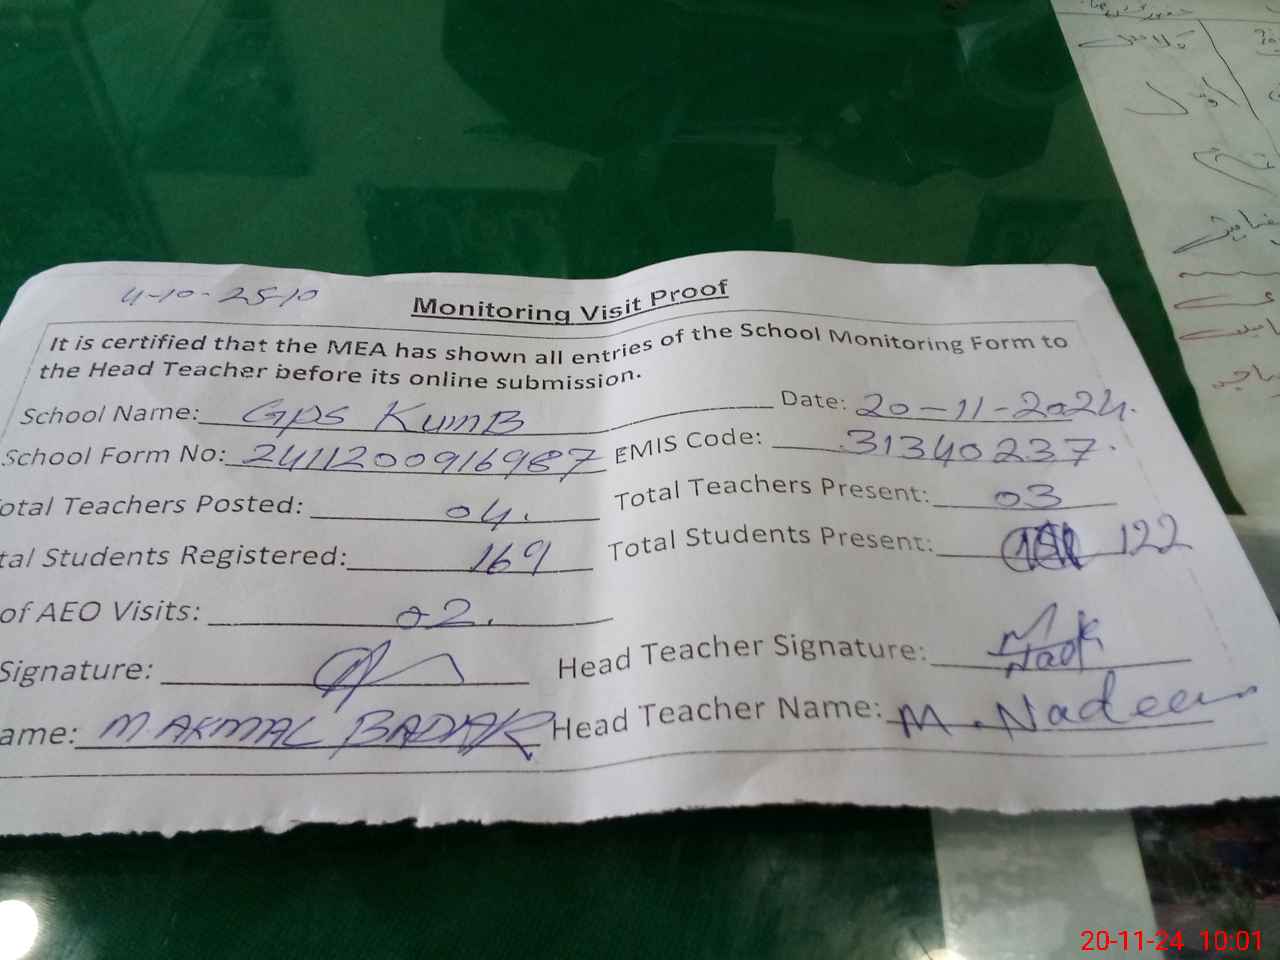 4-10-25-10
Monitoring Visit Proof
It is certified that the MEA has shown all entries of the School Monitoring Form to
the Head Teacher before its online submission.
School Name: GPS KumB Date: 20-11-2024.
School Form No: 241120091698 7 EMIS Code: 31340237.
otal Teachers Posted: 04. Total Teachers Present: 03
tal Students Registered: 169 Total Students Present: 122
of AEO Visits: 02.
Signature: Head Teacher Signature:
ame: M. AKMAL Head Teacher Name: M. Nadeem
کلاس
اول
20-11-24 10:01